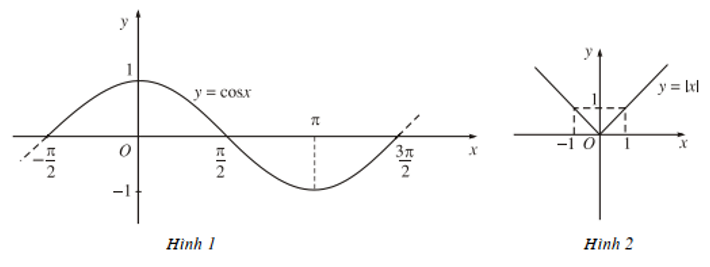 y
1
y = cosx
π
−π/2
O
π/2
3π/2
x
−1
Hình 1
y
y = |x|
1
−1
O
1
x
Hình 2